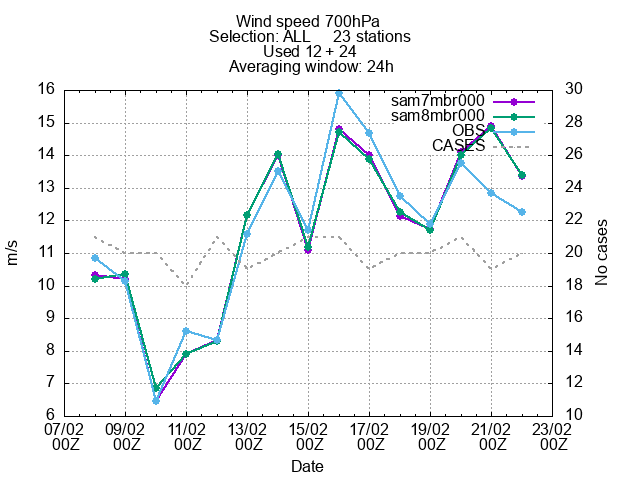 Wind speed 700hPa
Selection: ALL 23 stations
Used 12 + 24
Averaging window: 24h
sam7mbr000
sam8mbr000
OBS
CASES
16
15
14
13
12
11
10
9
8
7
6
m/s
30
28
26
24
22
20
18
16
14
12
10
No cases
07/02 09/02 11/02 13/02 15/02 17/02 19/02 21/02 23/02
00Z 00Z 00Z 00Z 00Z 00Z 00Z 00Z 00Z
Date